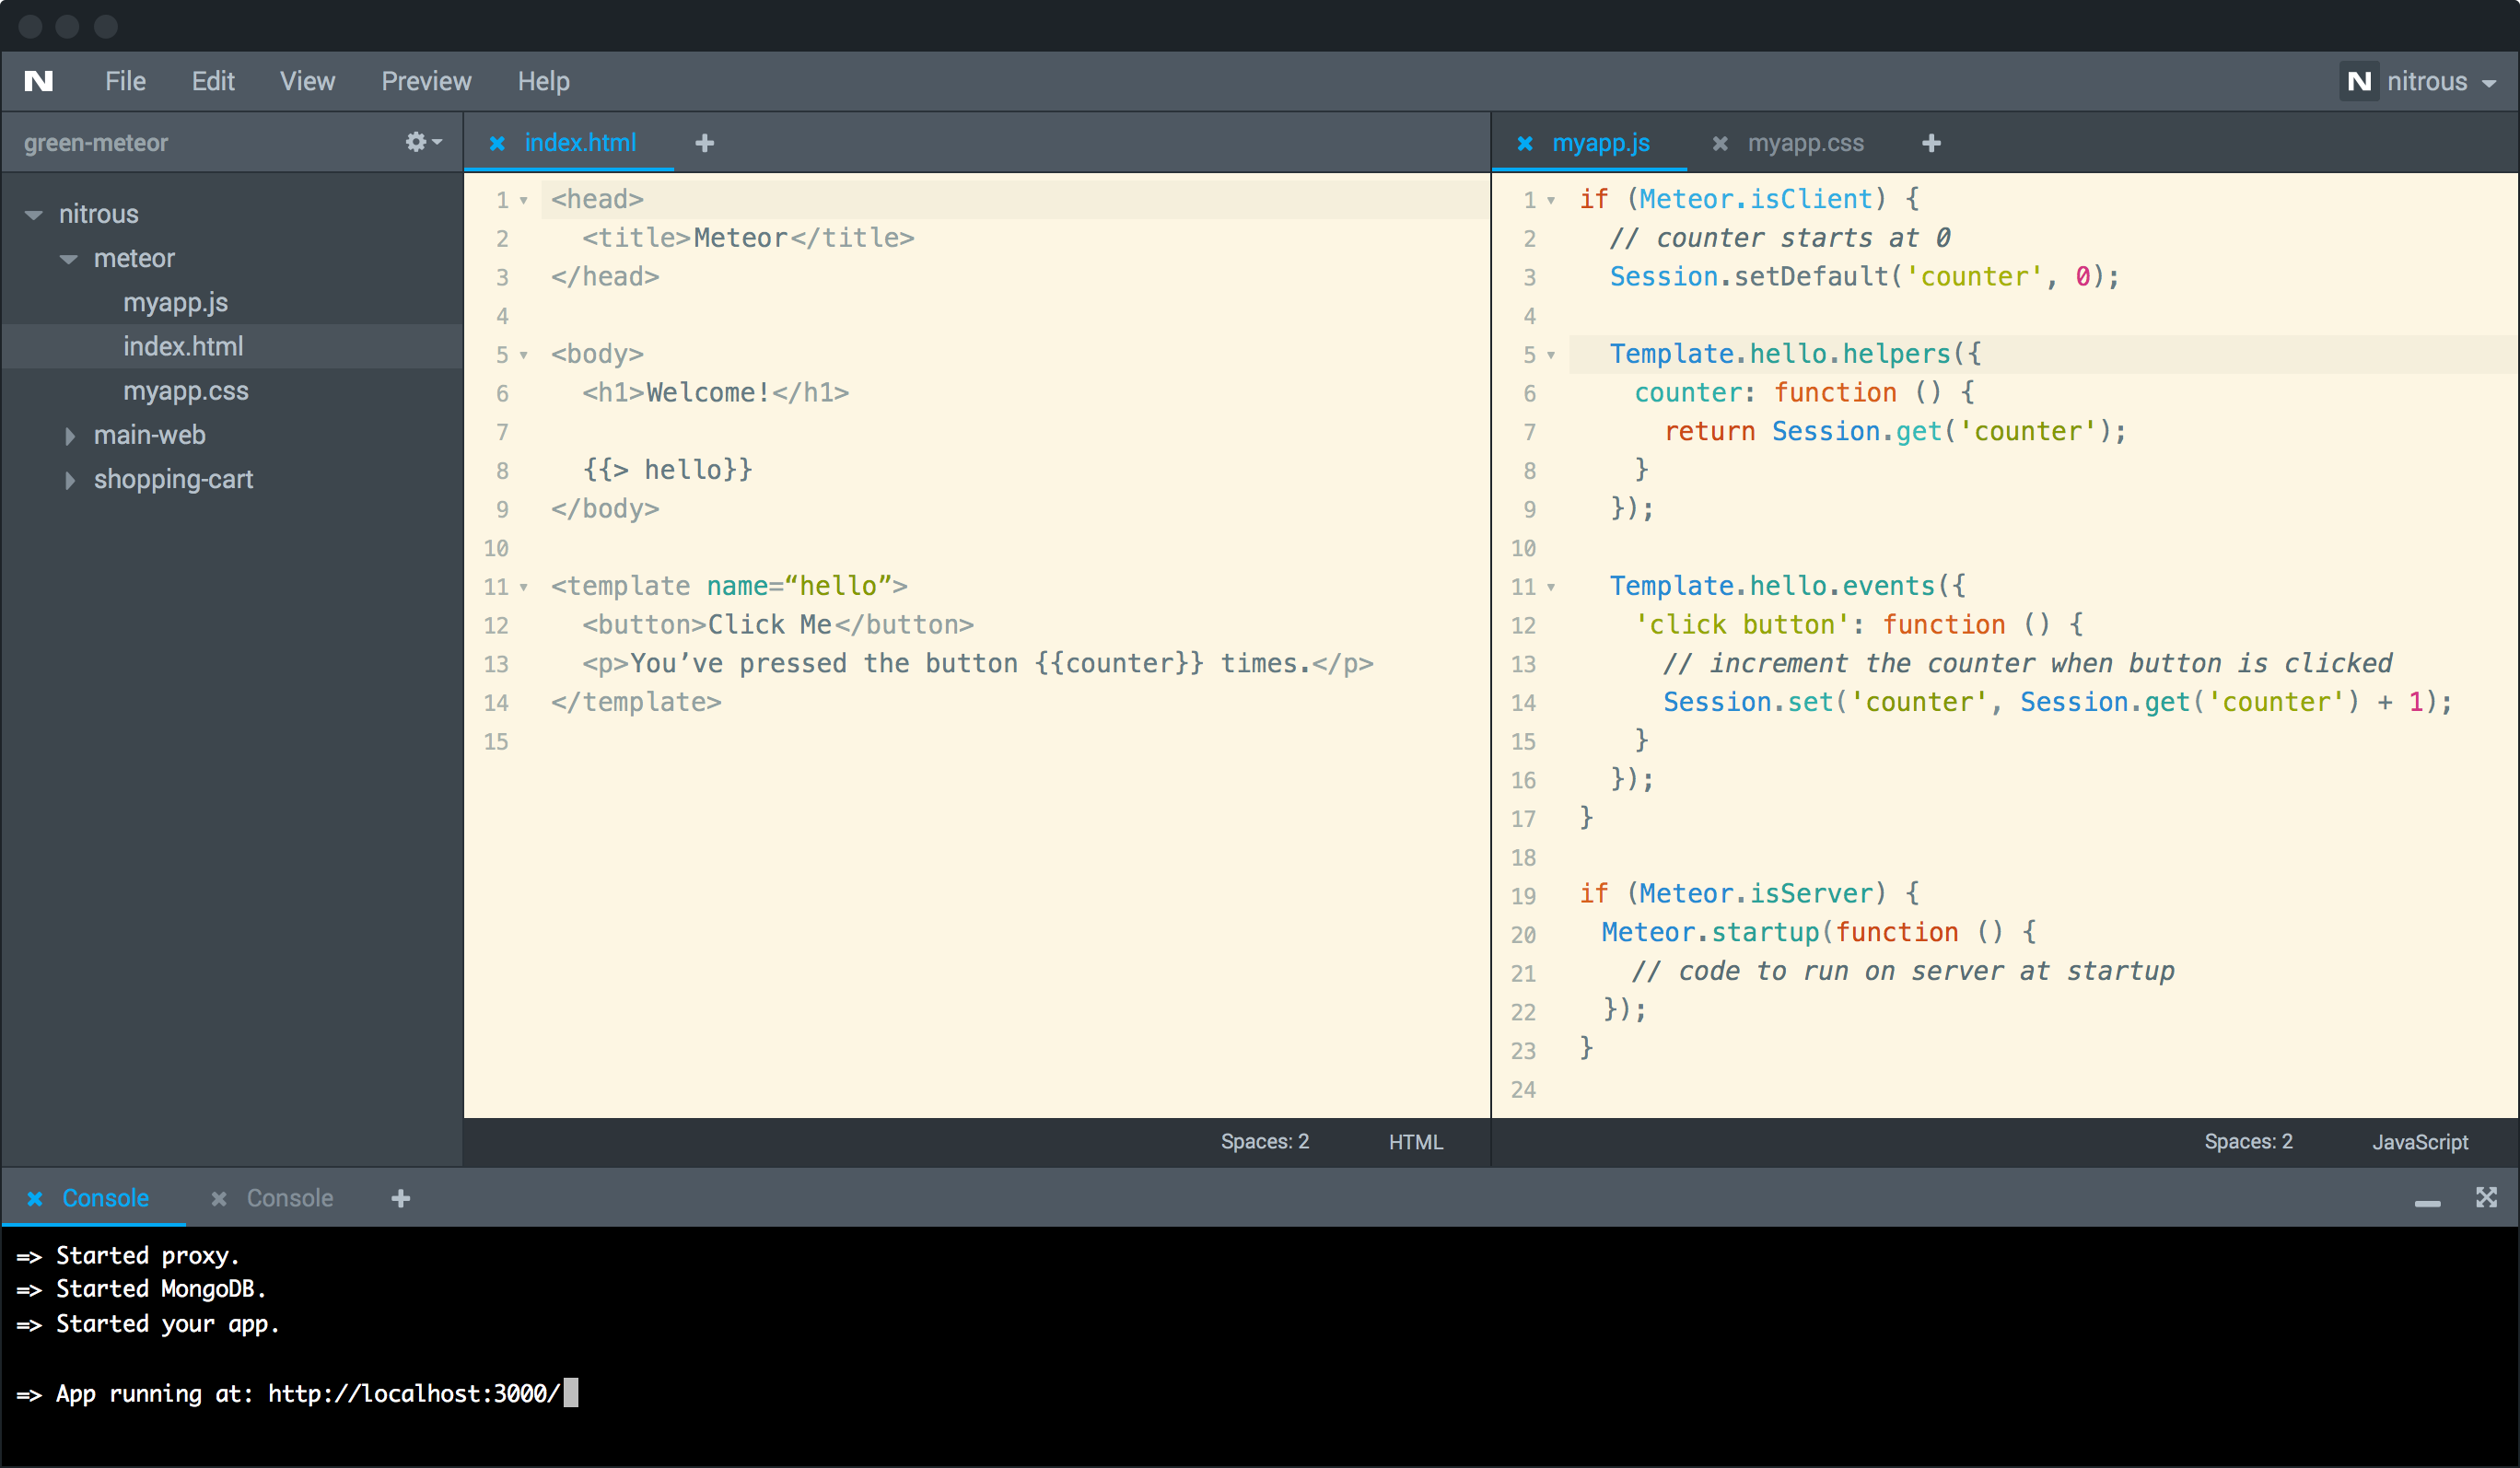 N File Edit View Preview Help N nitrous
green-meteor
nitrous
meteor
myapp.js
index.html
myapp.css
main-web
shopping-cart
index.html
1 <head>
2   <title>Meteor</title>
3 </head>
4
5 <body>
6   <h1>Welcome!</h1>
7
8   {{> hello}}
9 </body>
10
11 <template name=“hello”>
12   <button>Click Me</button>
13   <p>You’ve pressed the button {{counter}} times.</p>
14 </template>
15
Spaces: 2 HTML
myapp.js myapp.css
1 if (Meteor.isClient) {
2   // counter starts at 0
3   Session.setDefault('counter', 0);
4
5   Template.hello.helpers({
6     counter: function () {
7       return Session.get('counter');
8     }
9   });
10
11   Template.hello.events({
12     'click button': function () {
13       // increment the counter when button is clicked
14       Session.set('counter', Session.get('counter') + 1);
15     }
16   });
17 }
18
19 if (Meteor.isServer) {
20   Meteor.startup(function () {
21     // code to run on server at startup
22   });
23 }
24
Spaces: 2 JavaScript
Console Console
=> Started proxy.
=> Started MongoDB.
=> Started your app.
=> App running at: http://localhost:3000/